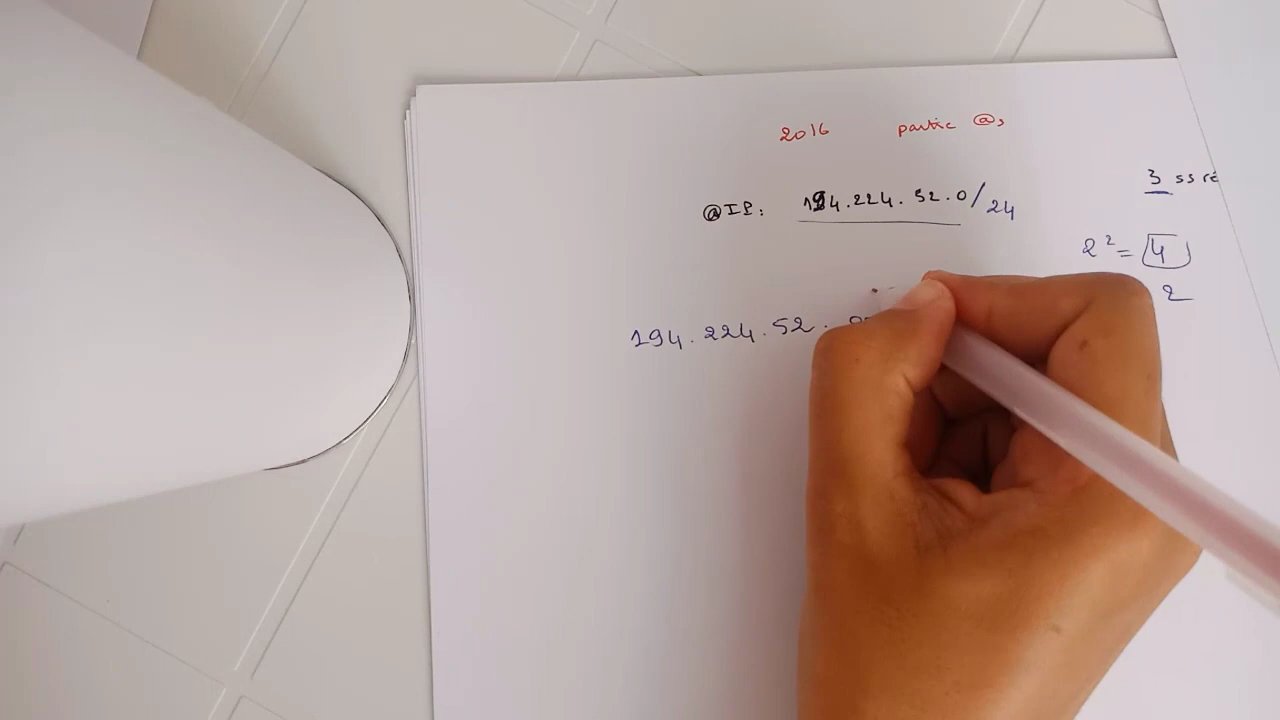 2016 partie @s
3 ss ré
@IP: 194.224.52.0/24
2² = 4
2
194.224.52.